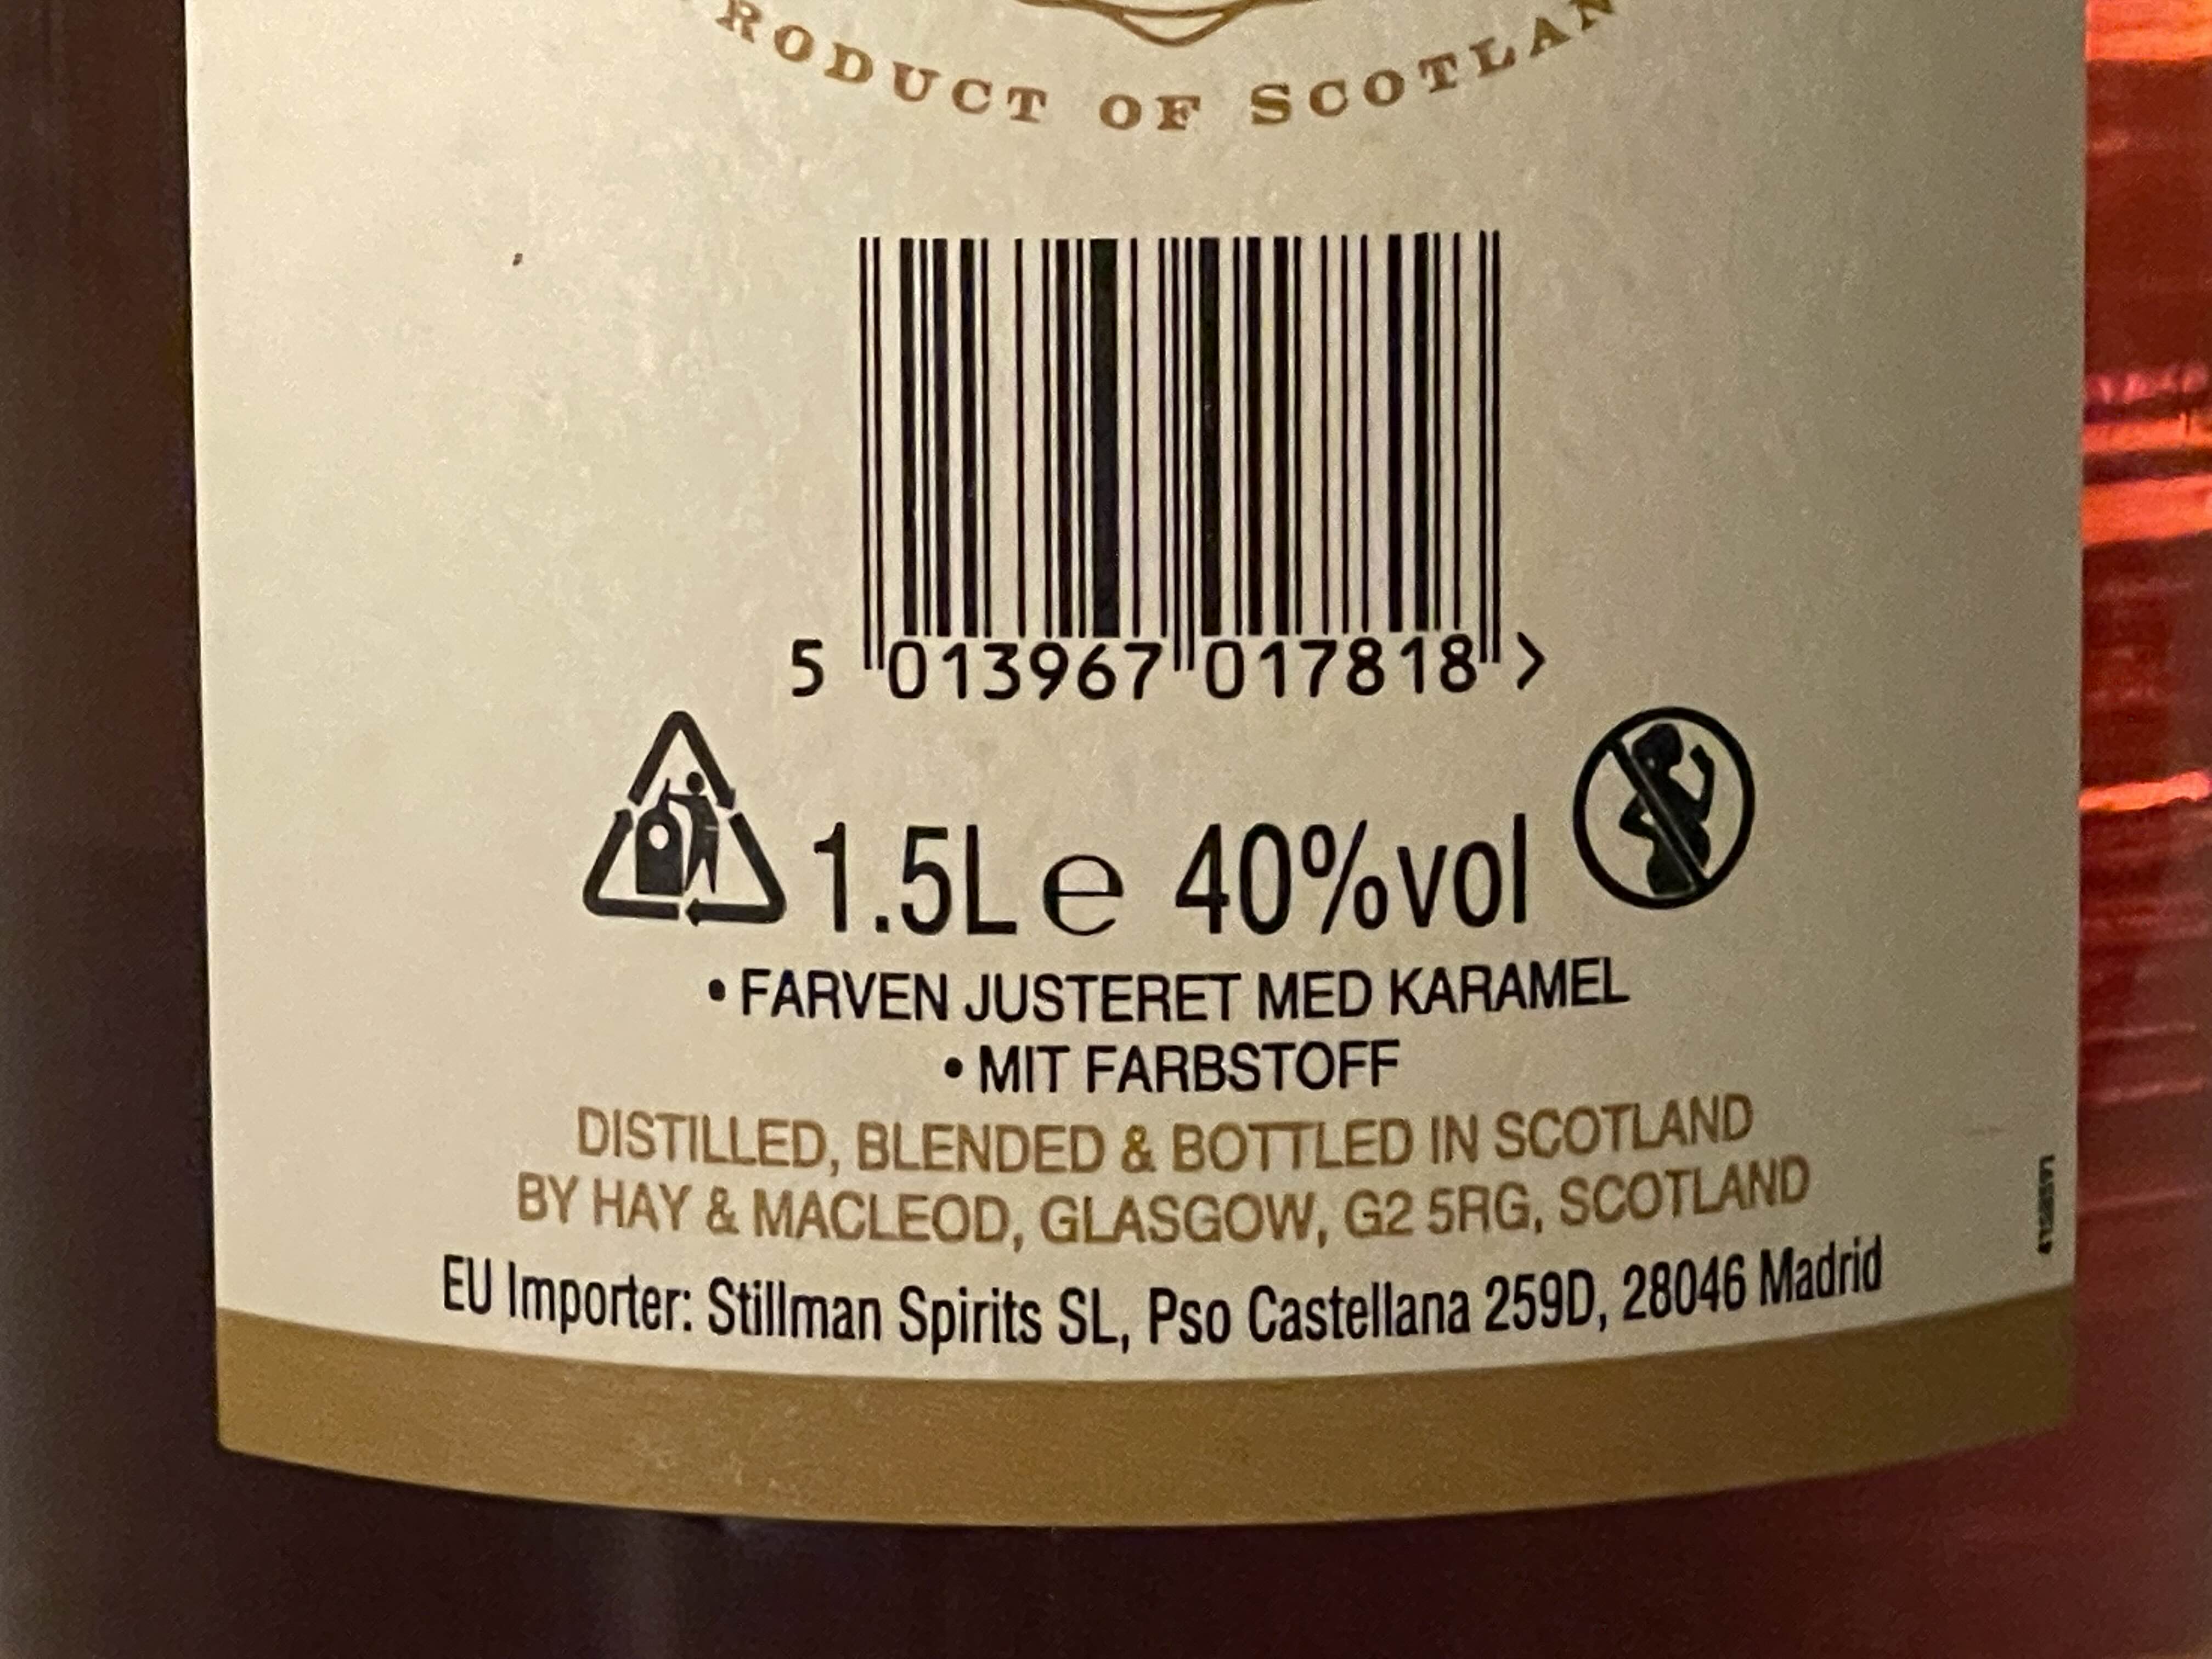 RODUCT OF SCOTLAN
5 013967 017818 >
1.5L e 40%vol
• FARVEN JUSTERET MED KARAMEL
• MIT FARBSTOFF
DISTILLED, BLENDED & BOTTLED IN SCOTLAND
BY HAY & MACLEOD, GLASGOW, G2 5RG, SCOTLAND
EU Importer: Stillman Spirits SL, Pso Castellana 259D, 28046 Madrid